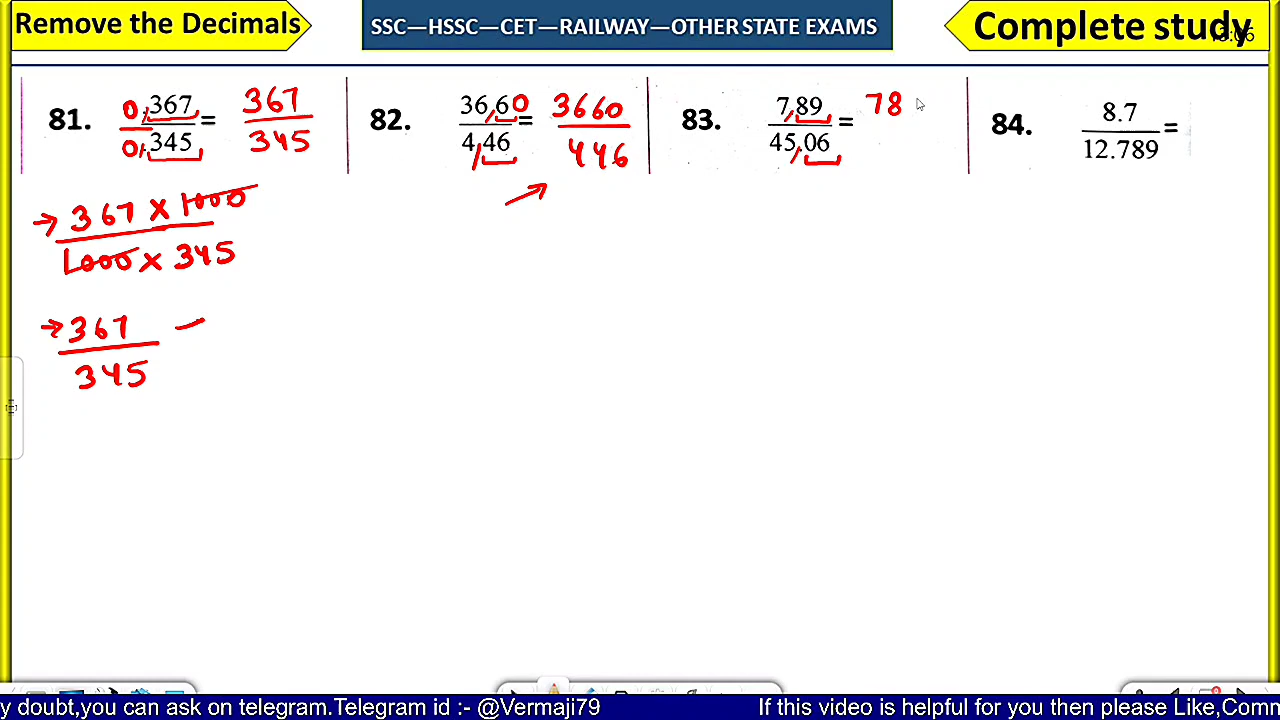 Remove the Decimals
SSC—HSSC—CET—RAILWAY—OTHER STATE EXAMS
Complete study
81. 0.367 / 0.345 = 367 / 345
82. 36.60 / 4.46 = 3660 / 446
83. 7.89 / 45.06 = 78
84. 8.7 / 12.789 =
→ 367 × 1000
1000 × 345
→ 367
345
y doubt,you can ask on telegram.Telegram id :- @Vermaji79
If this video is helpful for you then please Like,Comn